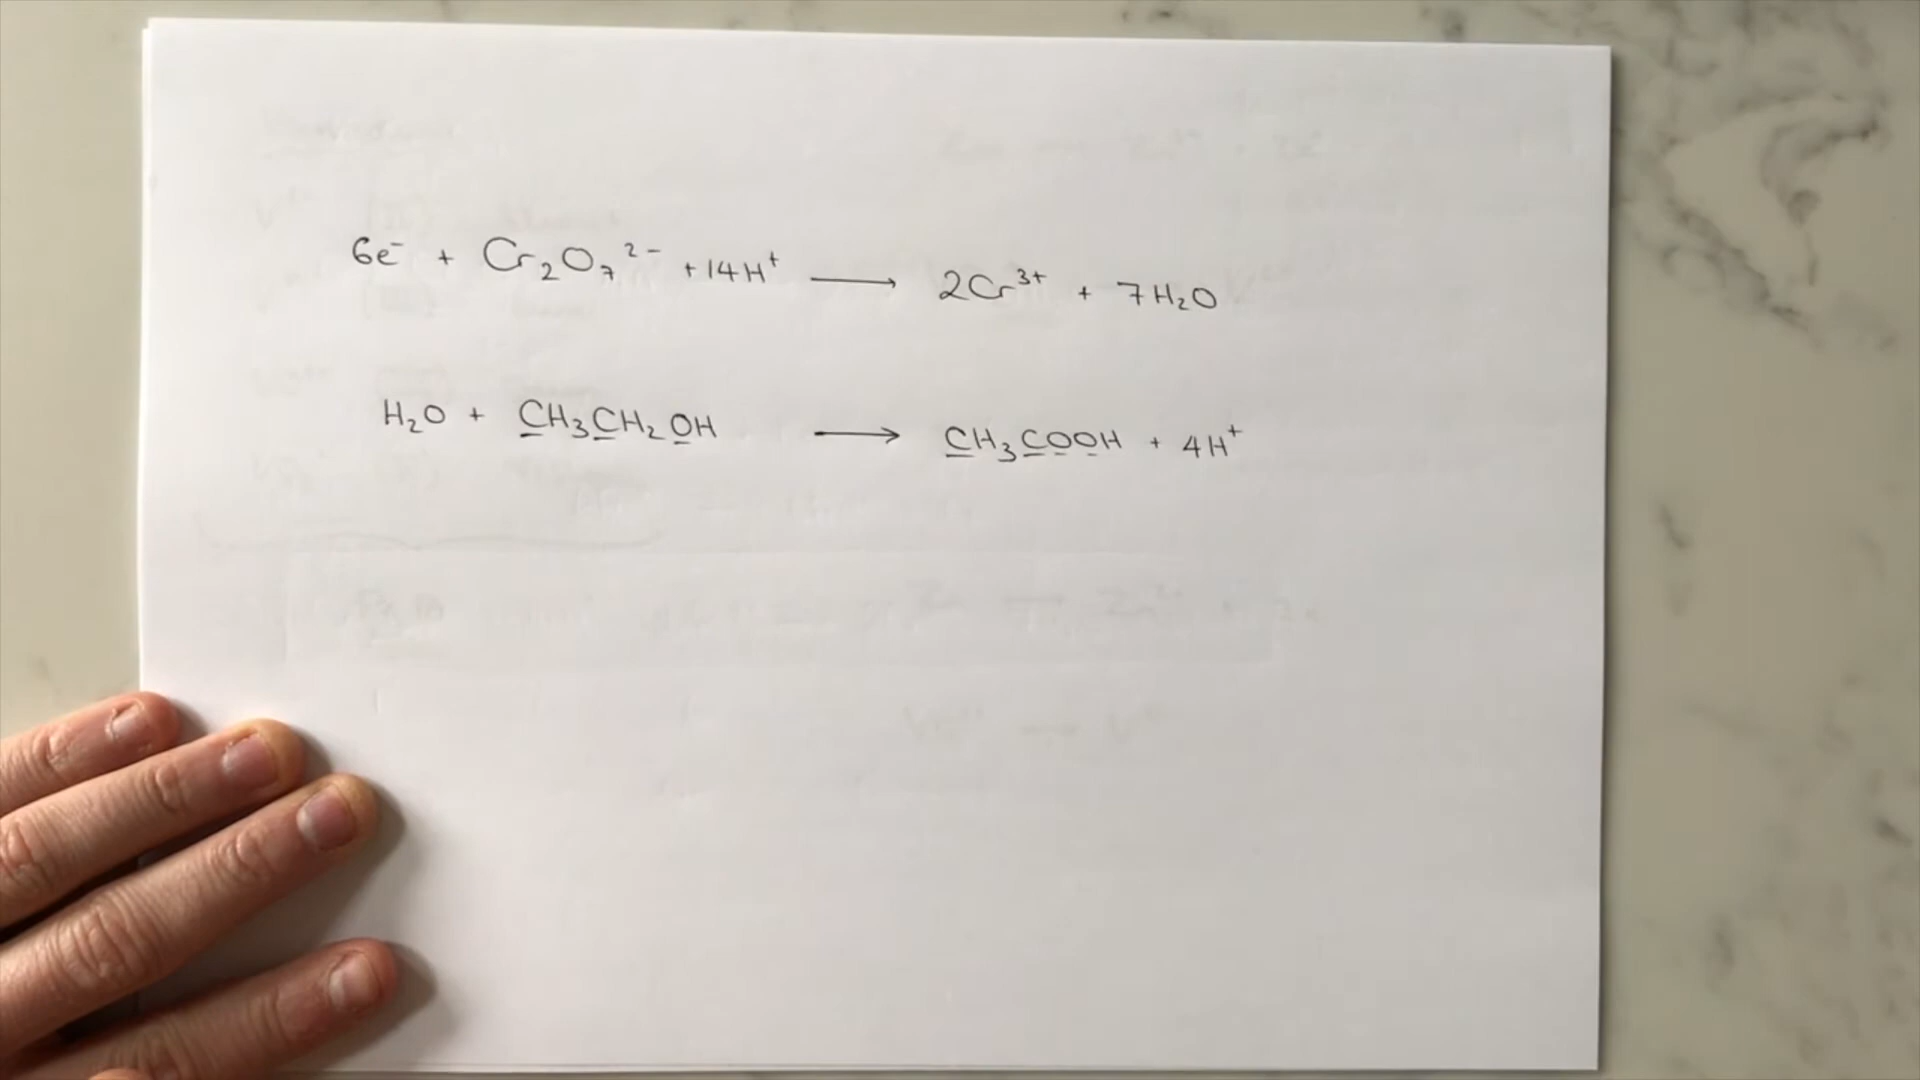 6e⁻ + Cr₂O₇²⁻ + 14H⁺ ⟶ 2Cr³⁺ + 7H₂O
H₂O + CH₃CH₂OH ⟶ CH₃COOH + 4H⁺